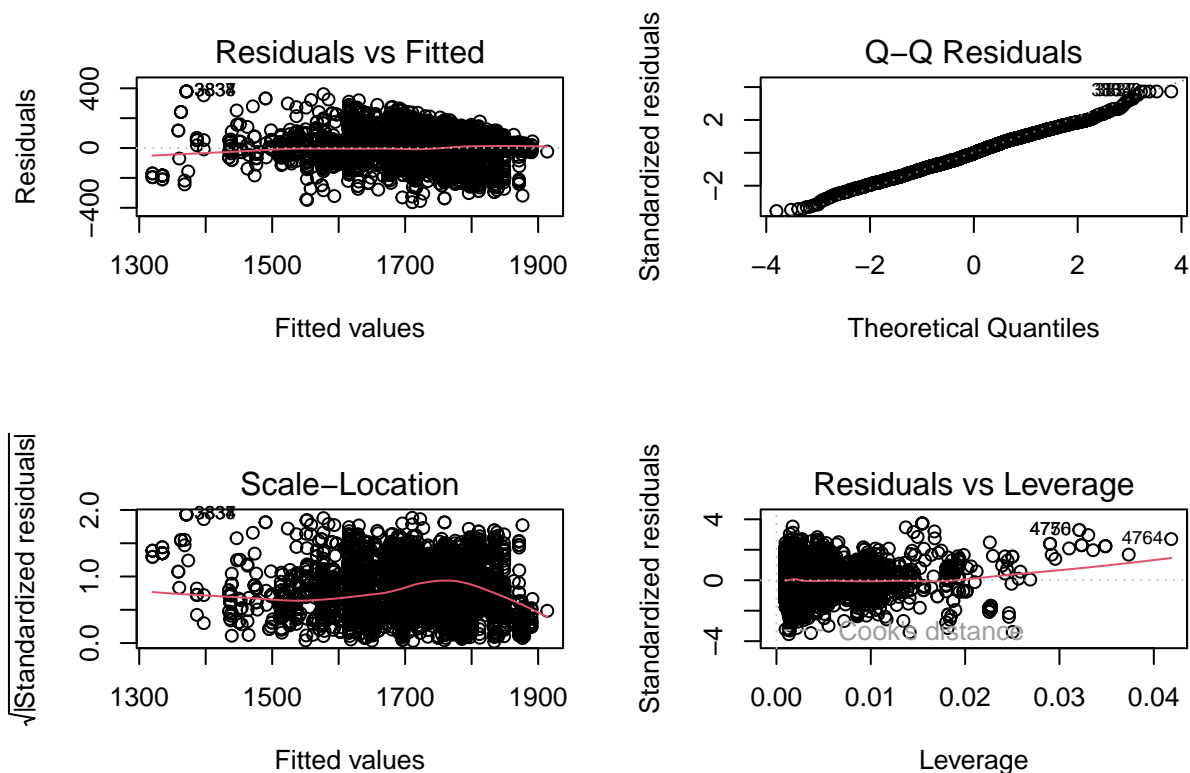 Residuals vs Fitted
Residuals
400
0
−400
1300
1500
1700
1900
Fitted values
Q−Q Residuals
Standardized residuals
2
−2
−4
−2
0
2
4
Theoretical Quantiles
Scale−Location
√|Standardized residuals|
2.0
1.0
0.0
1300
1500
1700
1900
Fitted values
Residuals vs Leverage
Standardized residuals
4
0
−4
4764
Cook's distance
0.00
0.01
0.02
0.03
0.04
Leverage